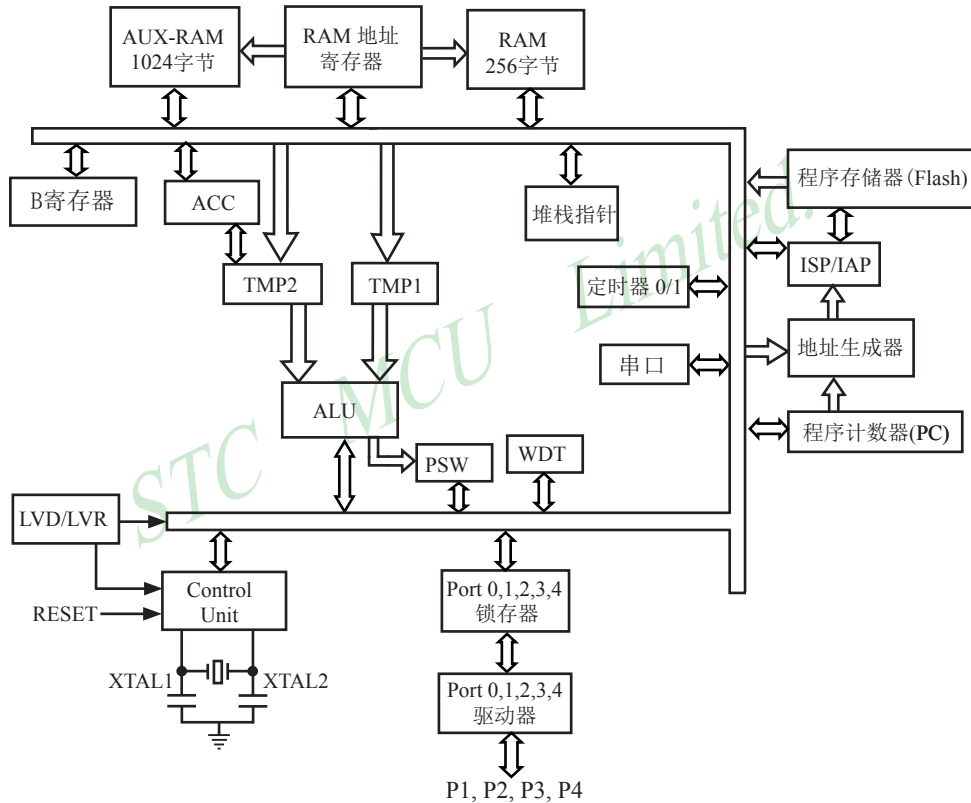 AUX-RAM
1024字节
RAM 地址
寄存器
RAM
256字节
B寄存器
ACC
堆栈指针
程序存储器(Flash)
ISP/IAP
TMP2
TMP1
定时器 0/1
地址生成器
串口
ALU
程序计数器(PC)
PSW
WDT
STC MCU Limited.
LVD/LVR
Control
Unit
RESET
Port 0,1,2,3,4
锁存器
XTAL1
XTAL2
Port 0,1,2,3,4
驱动器
P1, P2, P3, P4